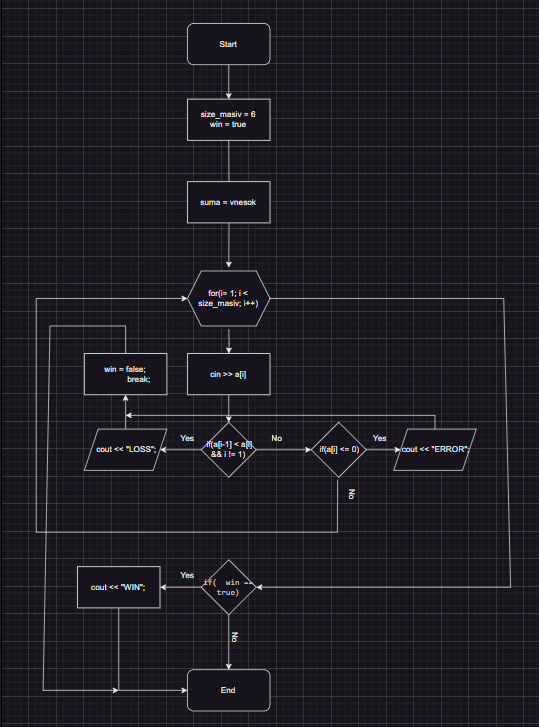 Start
size_masiv = 6
win = true
suma = vnesok
for(i= 1; i <
size_masiv; i++)
win = false;
break;
cin >> a[i]
Yes
No
Yes
cout << "LOSS";
if(a[i-1] < a[i]
&& i != 1)
if(a[i] <= 0)
cout << "ERROR";
No
Yes
cout << "WIN";
if( win ==
true)
No
End